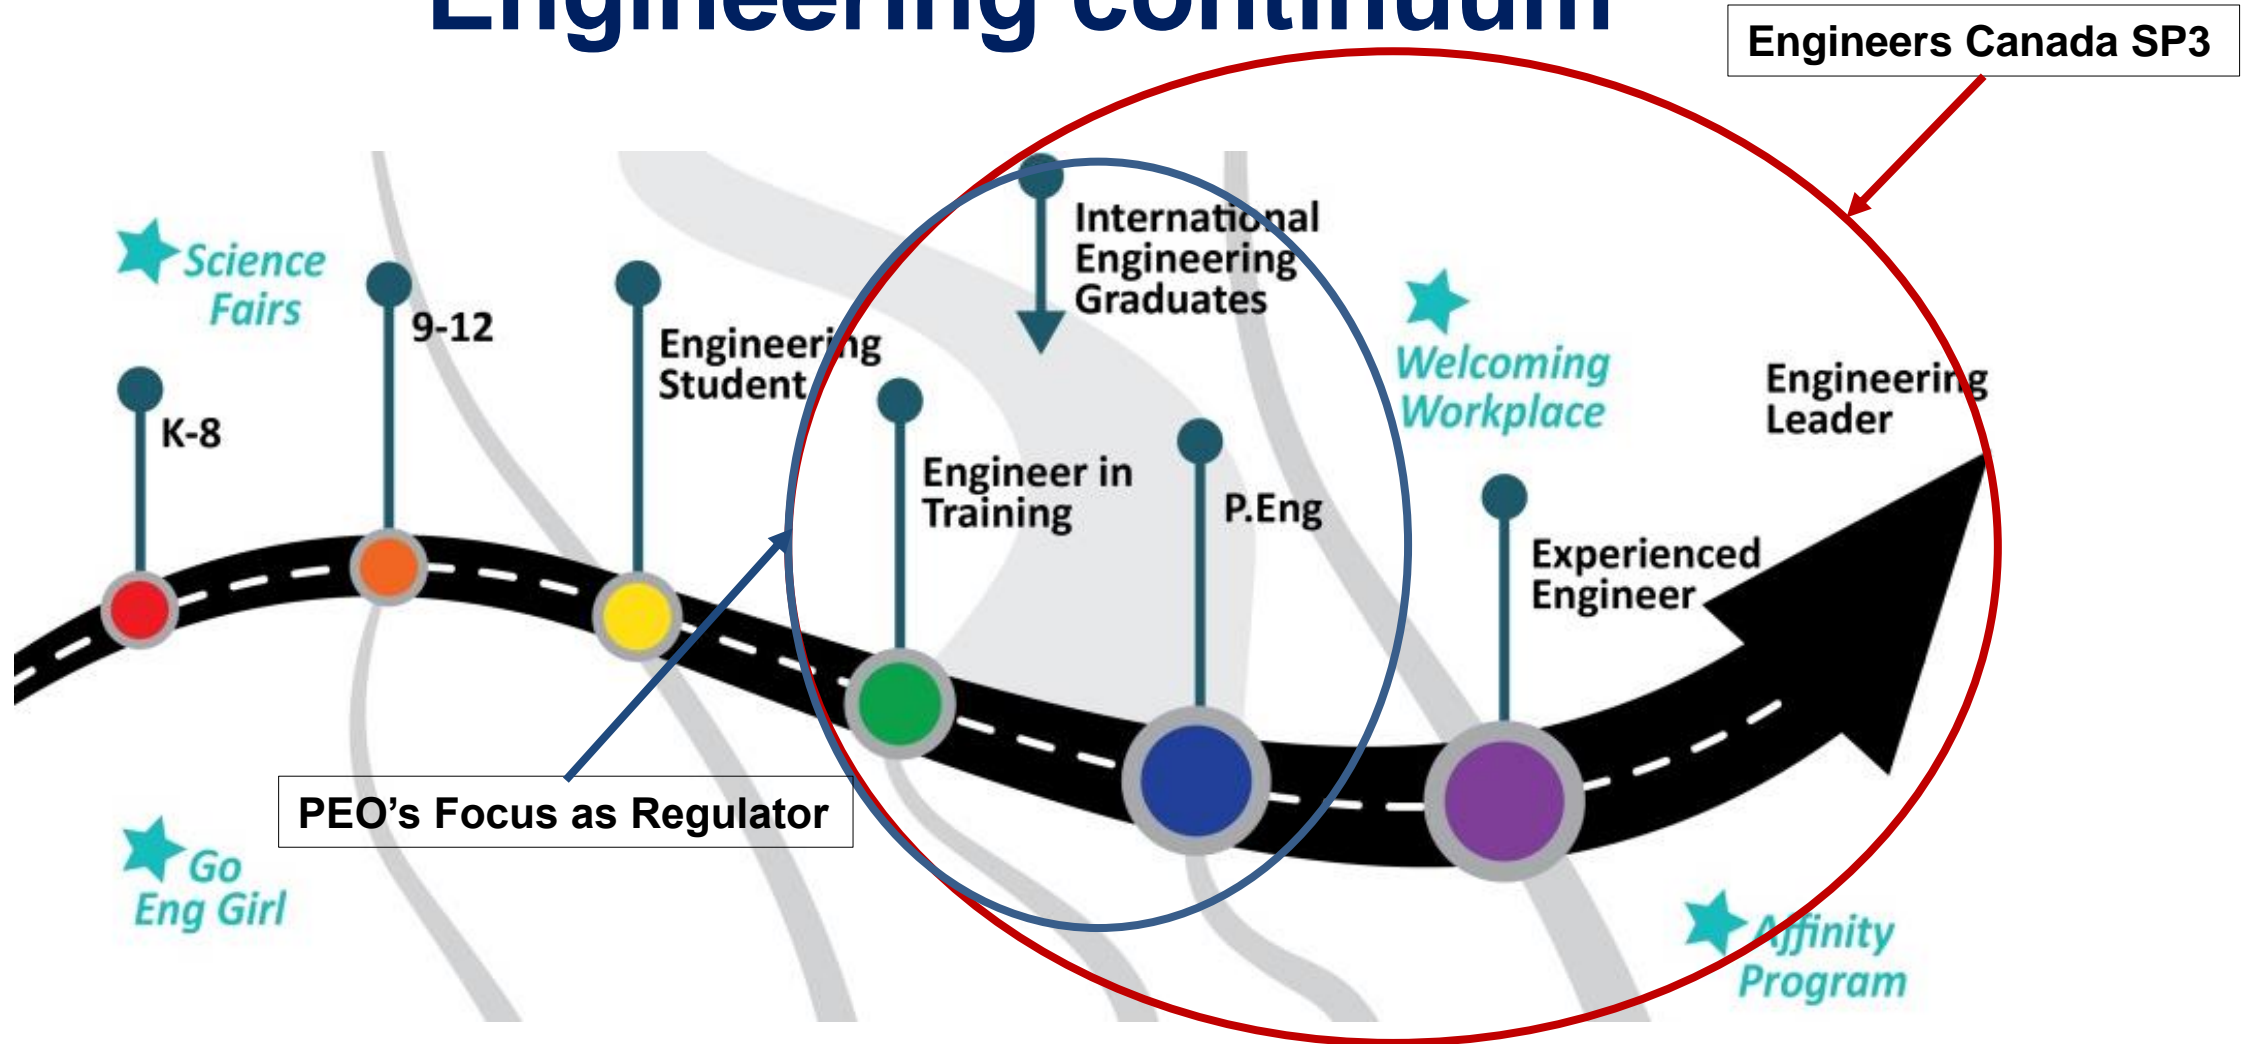 Engineering continuum
Engineers Canada SP3
Science
Fairs
K-8
9-12
Engineering
Student
International
Engineering
Graduates
Engineer in
Training
P.Eng
Welcoming
Workplace
Experienced
Engineer
Engineering
Leader
PEO’s Focus as Regulator
Go
Eng Girl
Affinity
Program